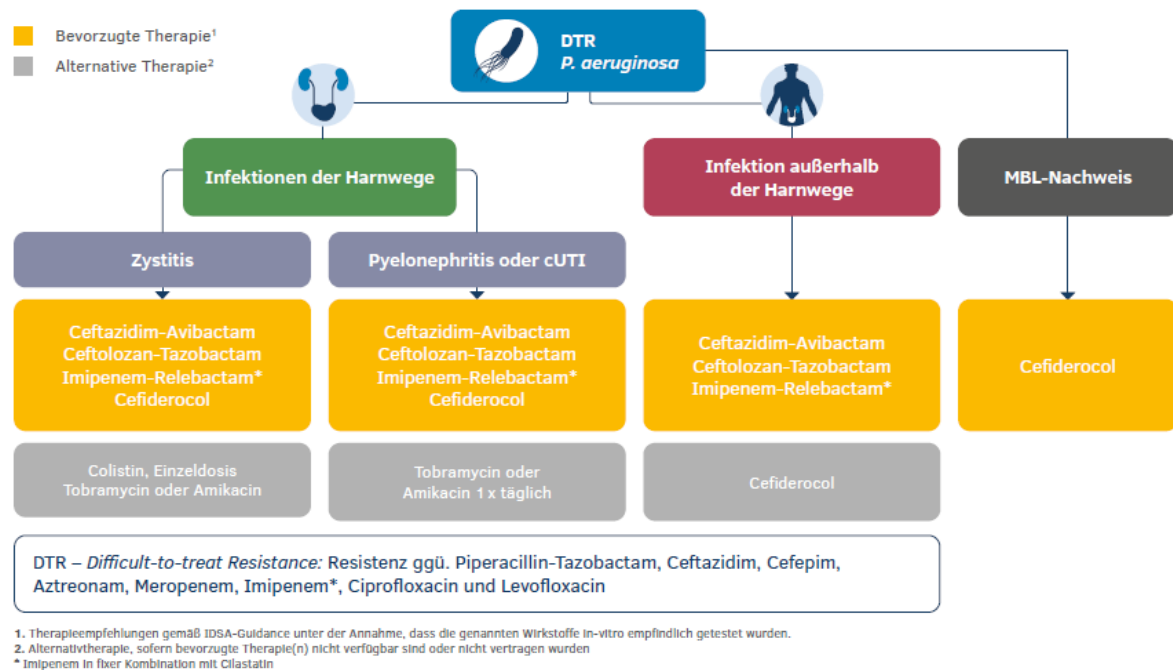 Bevorzugte Therapie¹
Alternative Therapie²
DTR
P. aeruginosa
Infektionen der Harnwege
Infektion außerhalb
der Harnwege
MBL-Nachweis
Zystitis
Pyelonephritis oder cUTI
Ceftazidim-Avibactam
Ceftolozan-Tazobactam
Imipenem-Relebactam*
Cefiderocol
Ceftazidim-Avibactam
Ceftolozan-Tazobactam
Imipenem-Relebactam*
Cefiderocol
Ceftazidim-Avibactam
Ceftolozan-Tazobactam
Imipenem-Relebactam*
Cefiderocol
Colistin, Einzeldosis
Tobramycin oder Amikacin
Tobramycin oder
Amikacin 1 x täglich
Cefiderocol
DTR – Difficult-to-treat Resistance: Resistenz ggü. Piperacillin-Tazobactam, Ceftazidim, Cefepim,
Aztreonam, Meropenem, Imipenem*, Ciprofloxacin und Levofloxacin
1. Therapieempfehlungen gemäß IDSA-Guidance unter der Annahme, dass die genannten Wirkstoffe in-vitro empfindlich getestet wurden.
2. Alternativtherapie, sofern bevorzugte Therapie(n) nicht verfügbar sind oder nicht vertragen wurden
* Imipenem in fixer Kombination mit Cilastatin